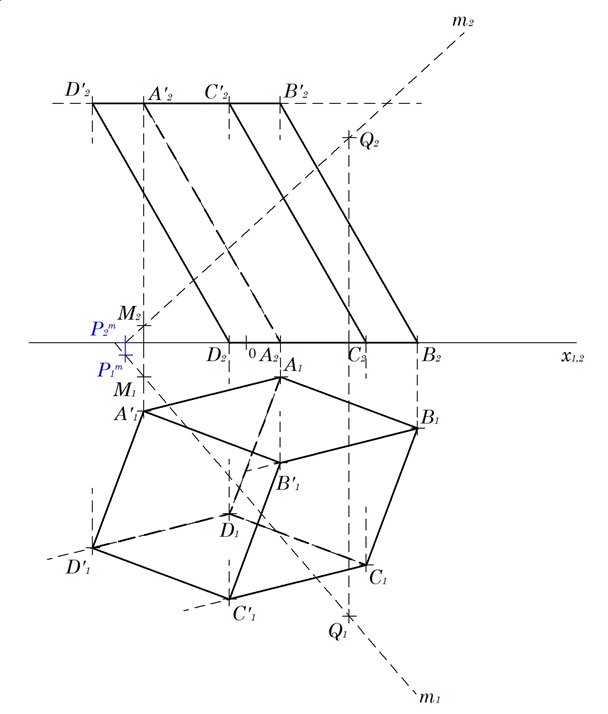 m₂
D'₂ A'₂ C'₂ B'₂
Q₂
M₂
P₂ᵐ
D₂ 0 A₂ C₂ B₂ x₁,₂
P₁ᵐ A₁
M₁
A'₁ B₁
B'₁
D₁
D'₁ C₁
C'₁
Q₁
m₁